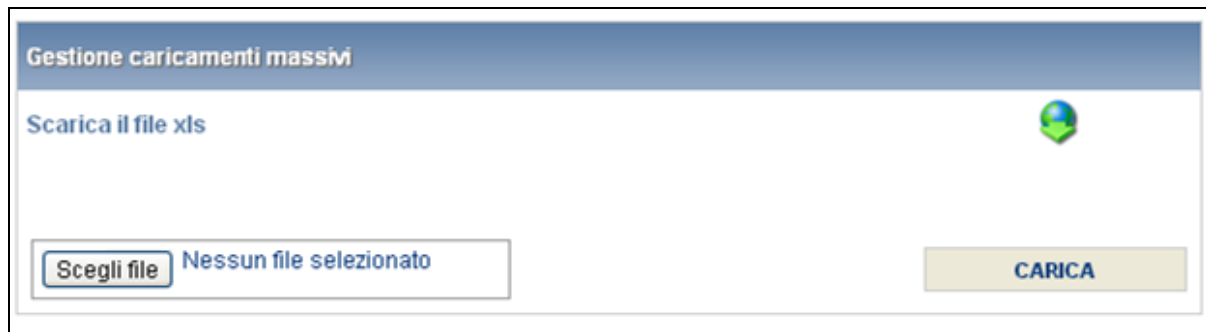 Gestione caricamenti massivi
Scarica il file xls
Scegli file Nessun file selezionato
CARICA